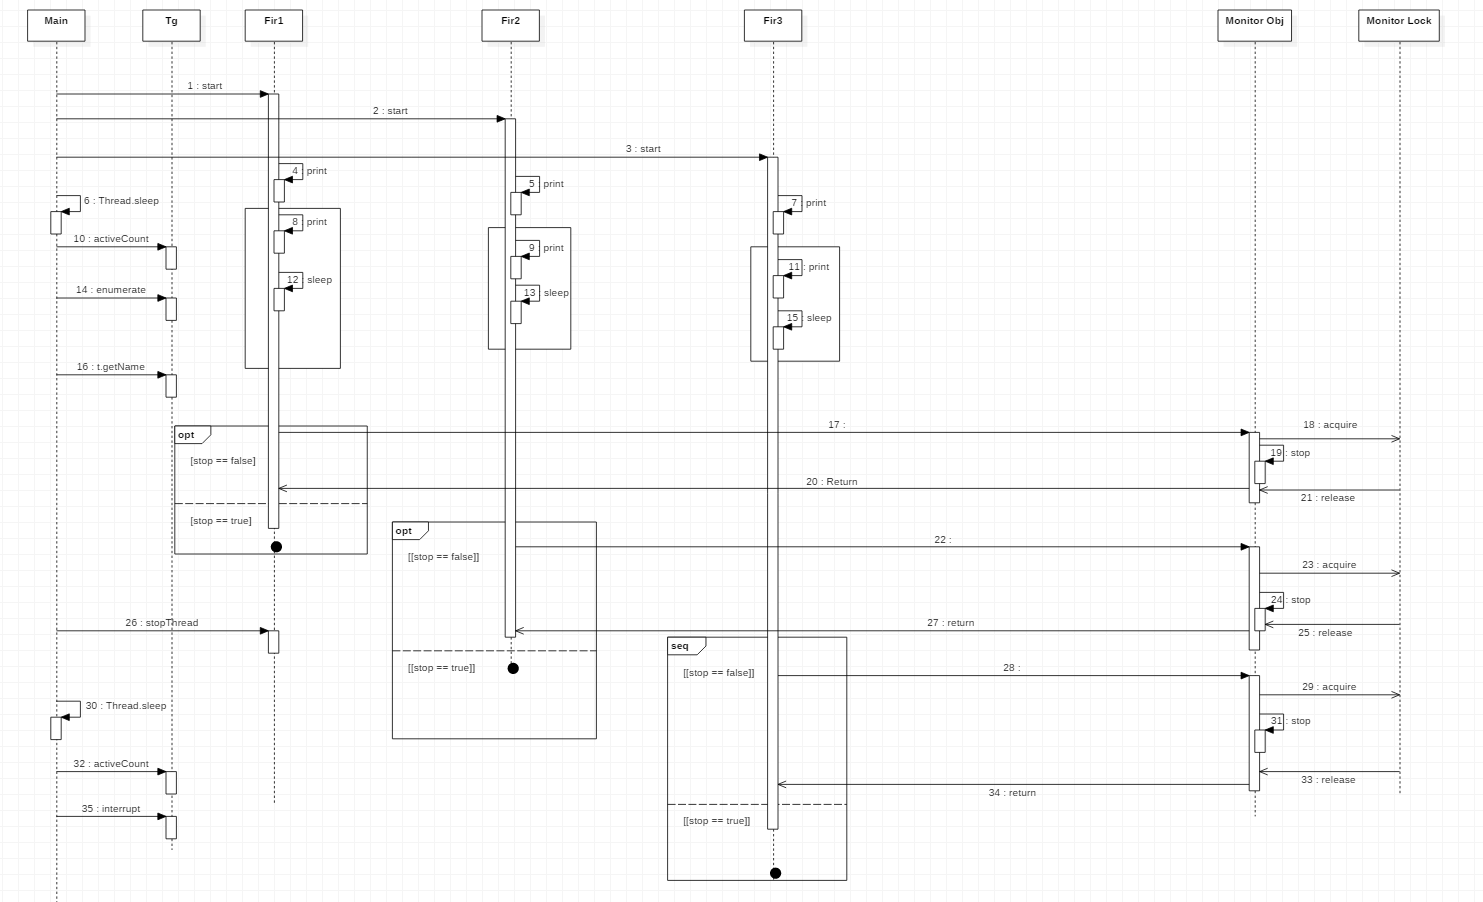 Main
Tg
Fir1
Fir2
Fir3
Monitor Obj
Monitor Lock
1 : start
2 : start
3 : start
4 : print
5 : print
6 : Thread.sleep
7 : print
8 : print
10 : activeCount
9 : print
11 : print
12 : sleep
14 : enumerate
13 : sleep
15 : sleep
16 : t.getName
17 :
18 : acquire
opt
[stop == false]
19 : stop
20 : Return
21 : release
[stop == true]
opt
22 :
[[stop == false]]
23 : acquire
24 : stop
26 : stopThread
27 : return
25 : release
seq
[[stop == true]]
28 :
[[stop == false]]
29 : acquire
30 : Thread.sleep
31 : stop
32 : activeCount
33 : release
34 : return
35 : interrupt
[[stop == true]]